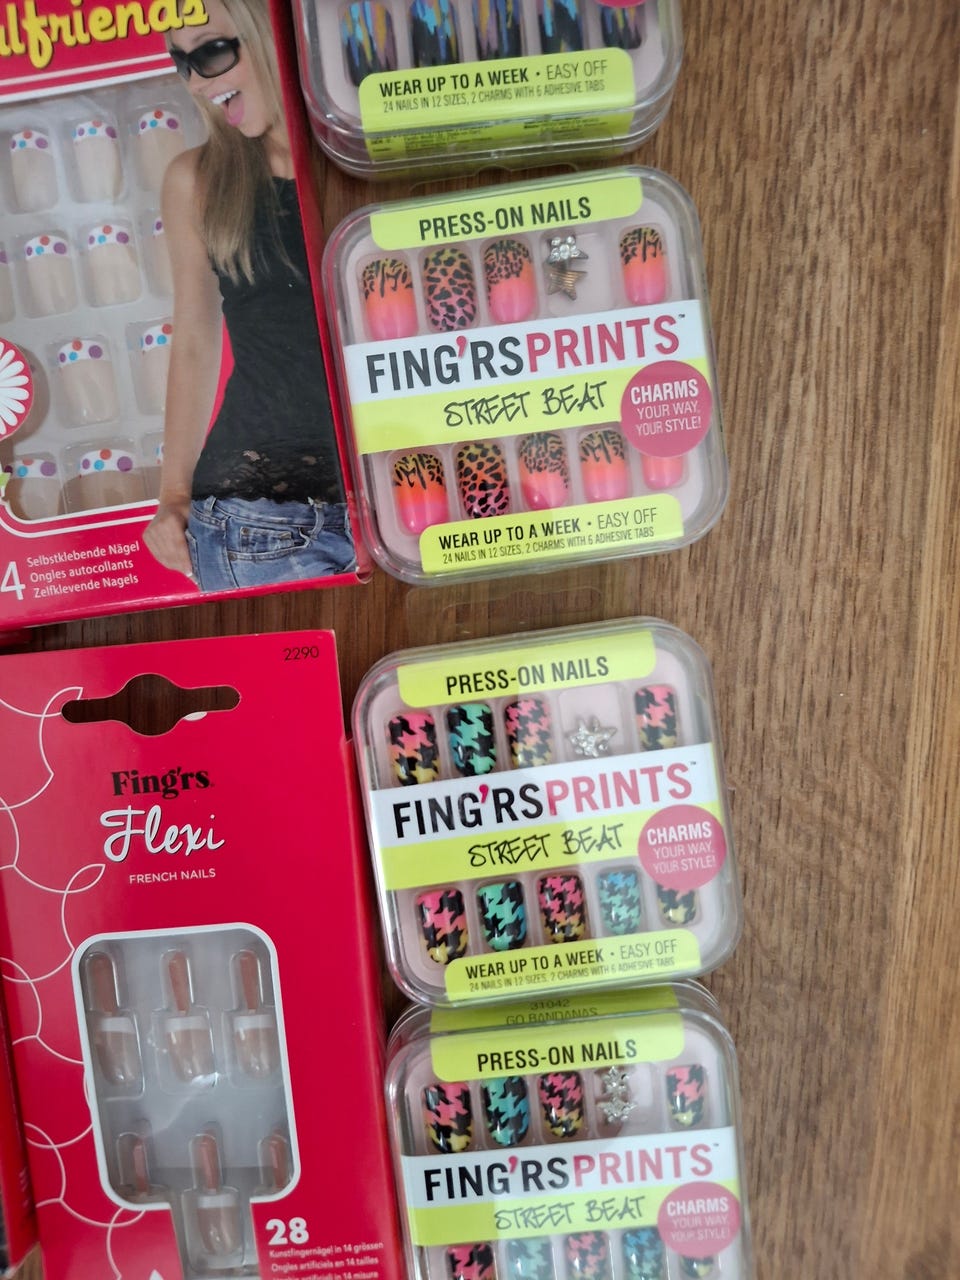 lfriends
4 Selbstklebende Nägel
Ongles autocollants
Zelfklevende Nagels
WEAR UP TO A WEEK • EASY OFF
24 NAILS IN 12 SIZES, 2 CHARMS WITH 6 ADHESIVE TABS
PRESS-ON NAILS
FING'RSPRINTS™
STREET BEAT
CHARMS
YOUR WAY,
YOUR STYLE!
WEAR UP TO A WEEK • EASY OFF
24 NAILS IN 12 SIZES, 2 CHARMS WITH 6 ADHESIVE TABS
2290
Fing'rs.
Flexi
FRENCH NAILS
28
Kunstfingernägel in 14 grössen
Ongles artificiels en 14 tailles
PRESS-ON NAILS
FING'RSPRINTS™
STREET BEAT
CHARMS
YOUR WAY,
YOUR STYLE!
WEAR UP TO A WEEK • EASY OFF
24 NAILS IN 12 SIZES, 2 CHARMS WITH 6 ADHESIVE TABS
31042
GO BANDANAS
PRESS-ON NAILS
FING'RSPRINTS™
STREET BEAT
CHARMS
YOUR WAY,
YOUR STYLE!